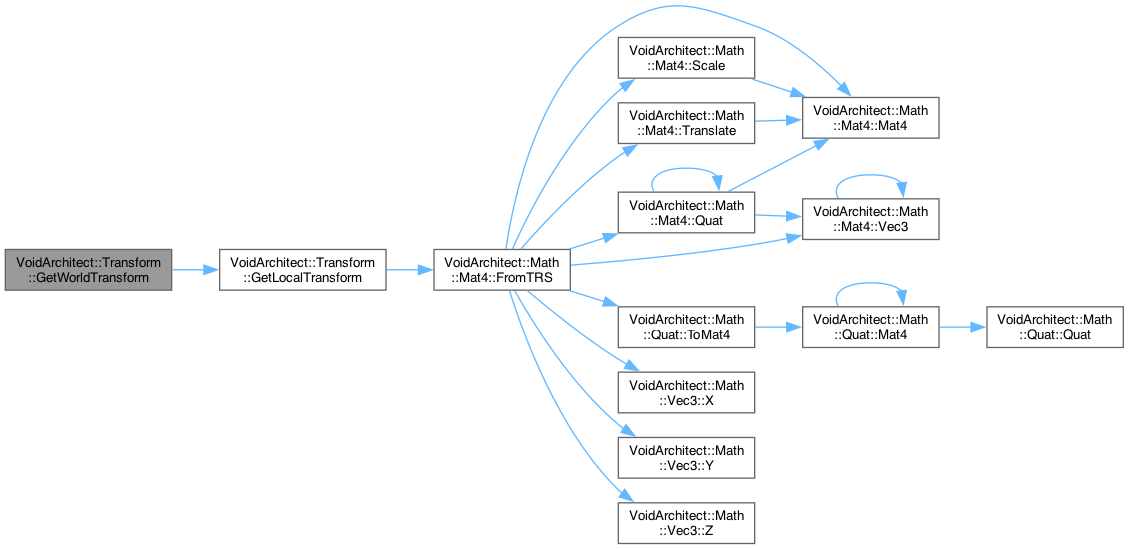 VoidArchitect::Transform
::GetWorldTransform
VoidArchitect::Transform
::GetLocalTransform
VoidArchitect::Math
::Mat4::FromTRS
VoidArchitect::Math
::Mat4::Scale
VoidArchitect::Math
::Mat4::Translate
VoidArchitect::Math
::Mat4::Quat
VoidArchitect::Math
::Quat::ToMat4
VoidArchitect::Math
::Vec3::X
VoidArchitect::Math
::Vec3::Y
VoidArchitect::Math
::Vec3::Z
VoidArchitect::Math
::Mat4::Mat4
VoidArchitect::Math
::Mat4::Vec3
VoidArchitect::Math
::Quat::Mat4
VoidArchitect::Math
::Quat::Quat